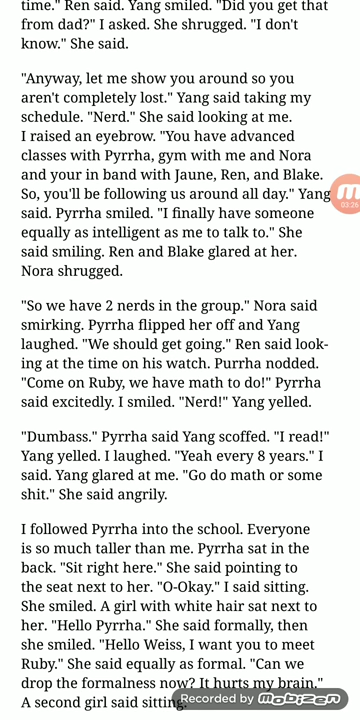 time." Ren said. Yang smiled. "Did you get that
from dad?" I asked. She shrugged. "I don't
know." She said.
"Anyway, let me show you around so you
aren't completely lost." Yang said taking my
schedule. "Nerd." She said looking at me.
I raised an eyebrow. "You have advanced
classes with Pyrrha, gym with me and Nora
and your in band with Jaune, Ren, and Blake.
So, you'll be following us around all day." Yang
said. Pyrrha smiled. "I finally have someone
equally as intelligent as me to talk to." She
said smiling. Ren and Blake glared at her.
Nora shrugged.
"So we have 2 nerds in the group." Nora said
smirking. Pyrrha flipped her off and Yang
laughed. "We should get going." Ren said look-
ing at the time on his watch. Purrha nodded.
"Come on Ruby, we have math to do!" Pyrrha
said excitedly. I smiled. "Nerd!" Yang yelled.
"Dumbass." Pyrrha said Yang scoffed. "I read!"
Yang yelled. I laughed. "Yeah every 8 years." I
said. Yang glared at me. "Go do math or some
shit." She said angrily.
I followed Pyrrha into the school. Everyone
is so much taller than me. Pyrrha sat in the
back. "Sit right here." She said pointing to
the seat next to her. "O-Okay." I said sitting.
She smiled. A girl with white hair sat next to
her. "Hello Pyrrha." She said formally, then
she smiled. "Hello Weiss, I want you to meet
Ruby." She said equally as formal. "Can we
drop the formalness now? It hurts my brain."
A second girl said sitting.
M
03:26
Recorded by mobizen